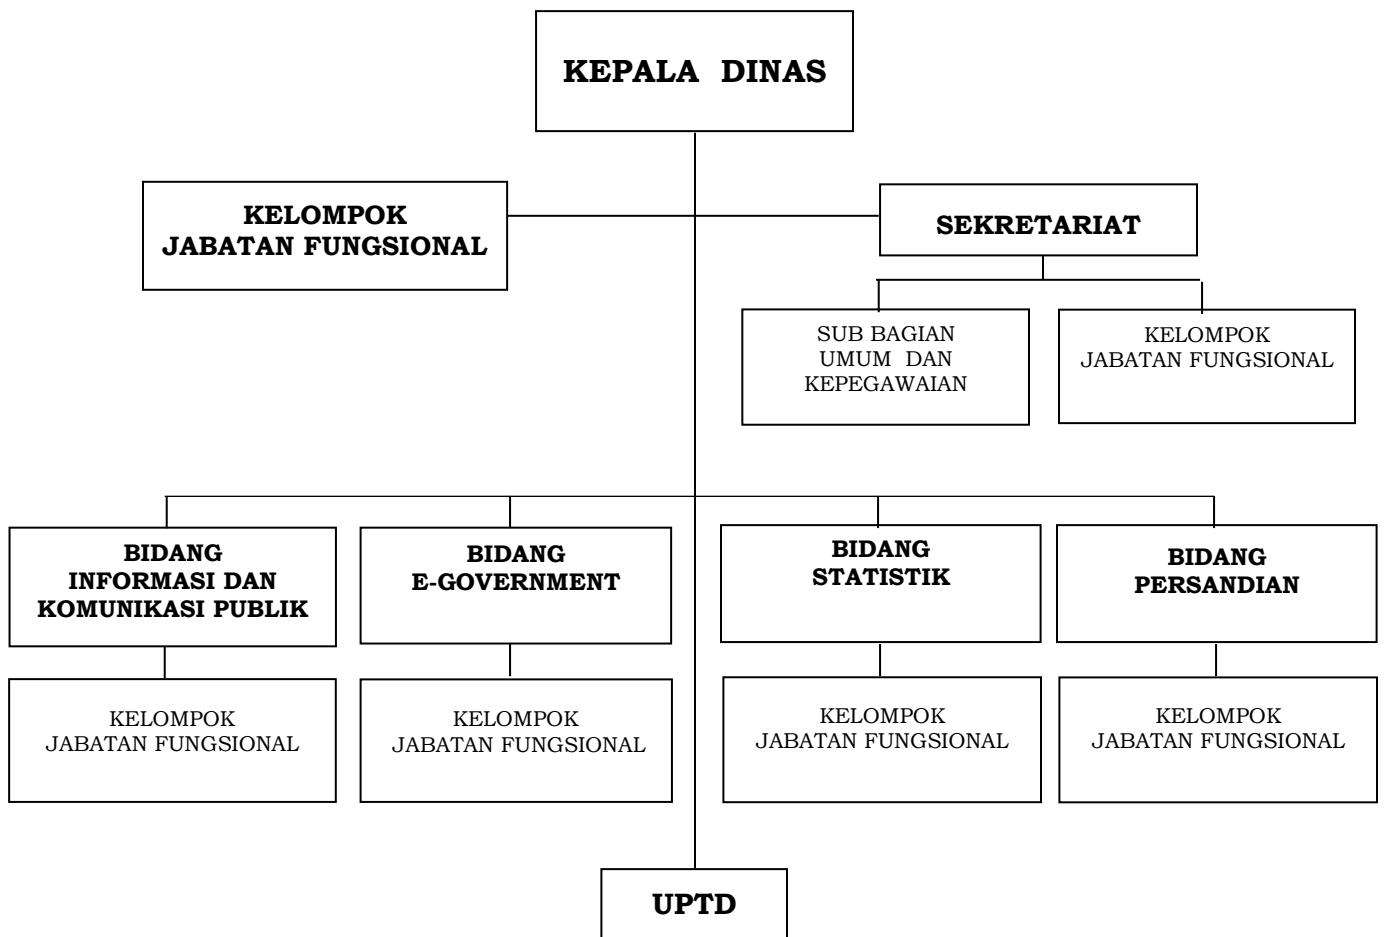 KEPALA DINAS
KELOMPOK
JABATAN FUNGSIONAL
SEKRETARIAT
SUB BAGIAN
UMUM DAN
KEPEGAWAIAN
KELOMPOK
JABATAN FUNGSIONAL
BIDANG
INFORMASI DAN
KOMUNIKASI PUBLIK
BIDANG
E-GOVERNMENT
BIDANG
STATISTIK
BIDANG
PERSANDIAN
KELOMPOK
JABATAN FUNGSIONAL
KELOMPOK
JABATAN FUNGSIONAL
KELOMPOK
JABATAN FUNGSIONAL
KELOMPOK
JABATAN FUNGSIONAL
UPTD